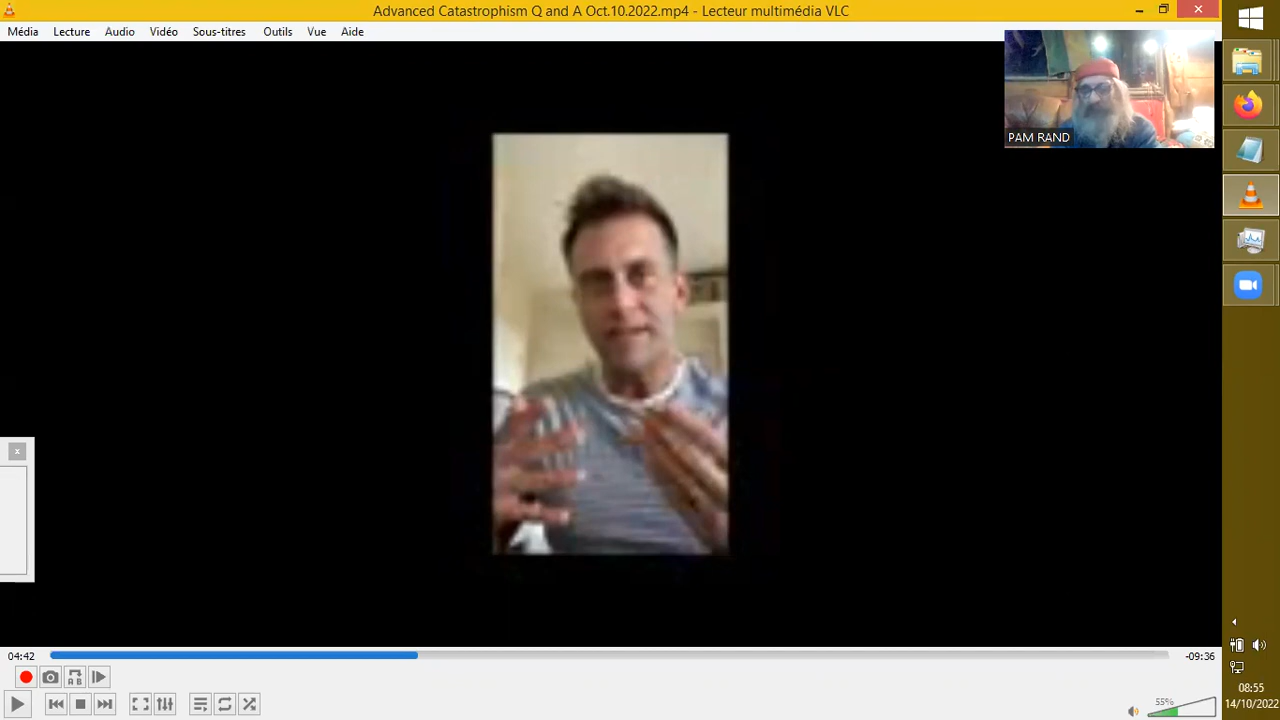 Advanced Catastrophism Q and A Oct.10.2022.mp4 - Lecteur multimédia VLC
Média Lecture Audio Vidéo Sous-titres Outils Vue Aide
PAM RAND
x
04:42
-09:36
A B
55%
08:55
14/10/2022